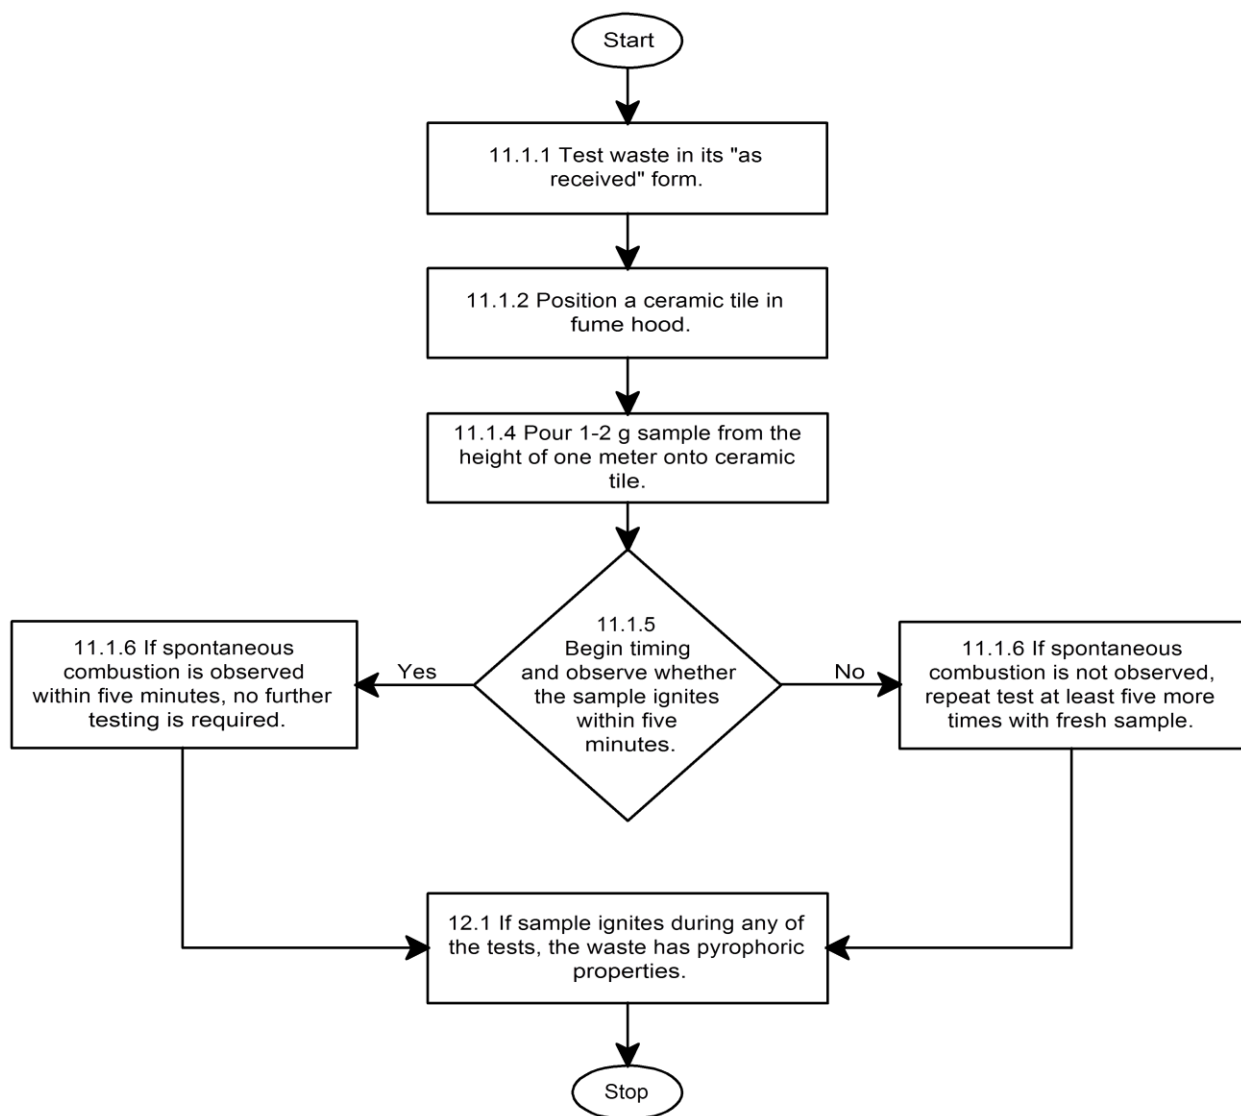 Start
11.1.1 Test waste in its "as
received" form.
11.1.2 Position a ceramic tile in
fume hood.
11.1.4 Pour 1-2 g sample from the
height of one meter onto ceramic
tile.
11.1.5
Begin timing
and observe whether
the sample ignites
within five
minutes.
Yes
No
11.1.6 If spontaneous
combustion is observed
within five minutes, no further
testing is required.
11.1.6 If spontaneous
combustion is not observed,
repeat test at least five more
times with fresh sample.
12.1 If sample ignites during any of
the tests, the waste has pyrophoric
properties.
Stop